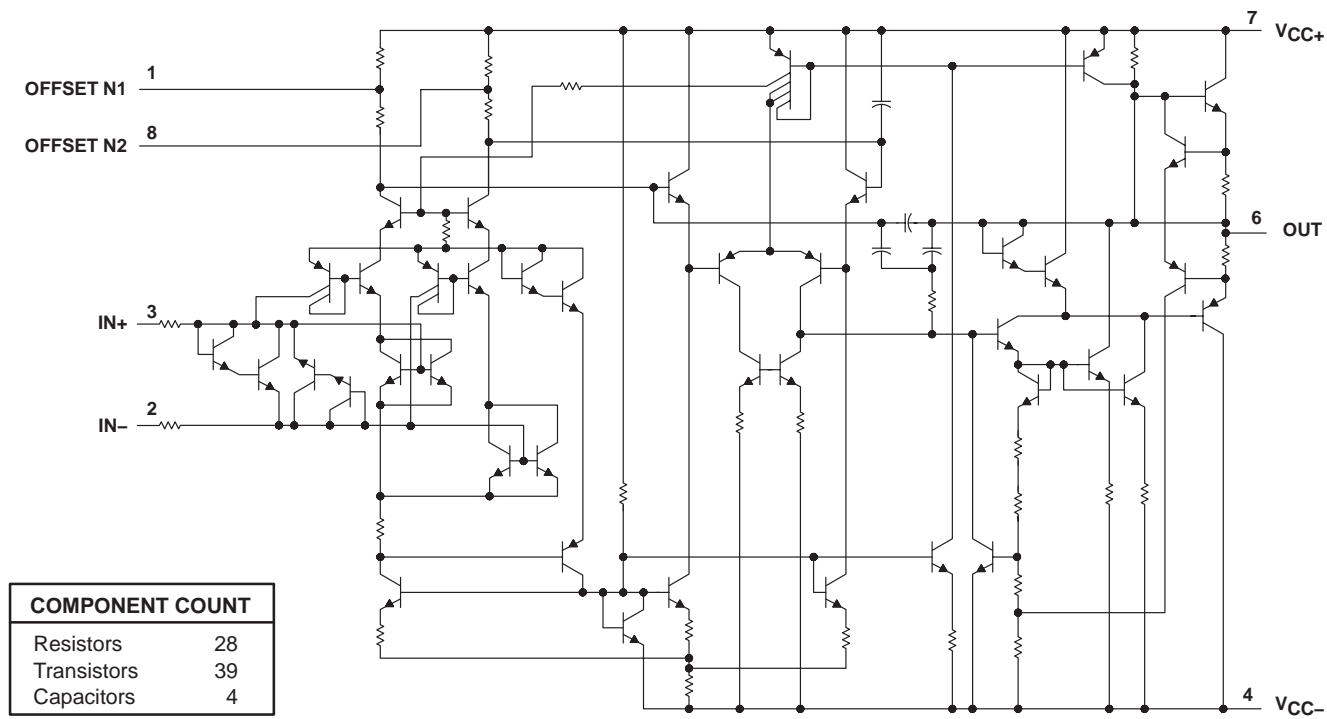 7
VCC+
1
OFFSET N1
8
OFFSET N2
6
OUT
3
IN+
2
IN–
COMPONENT COUNT
Resistors 28
Transistors 39
Capacitors 4
4
VCC–